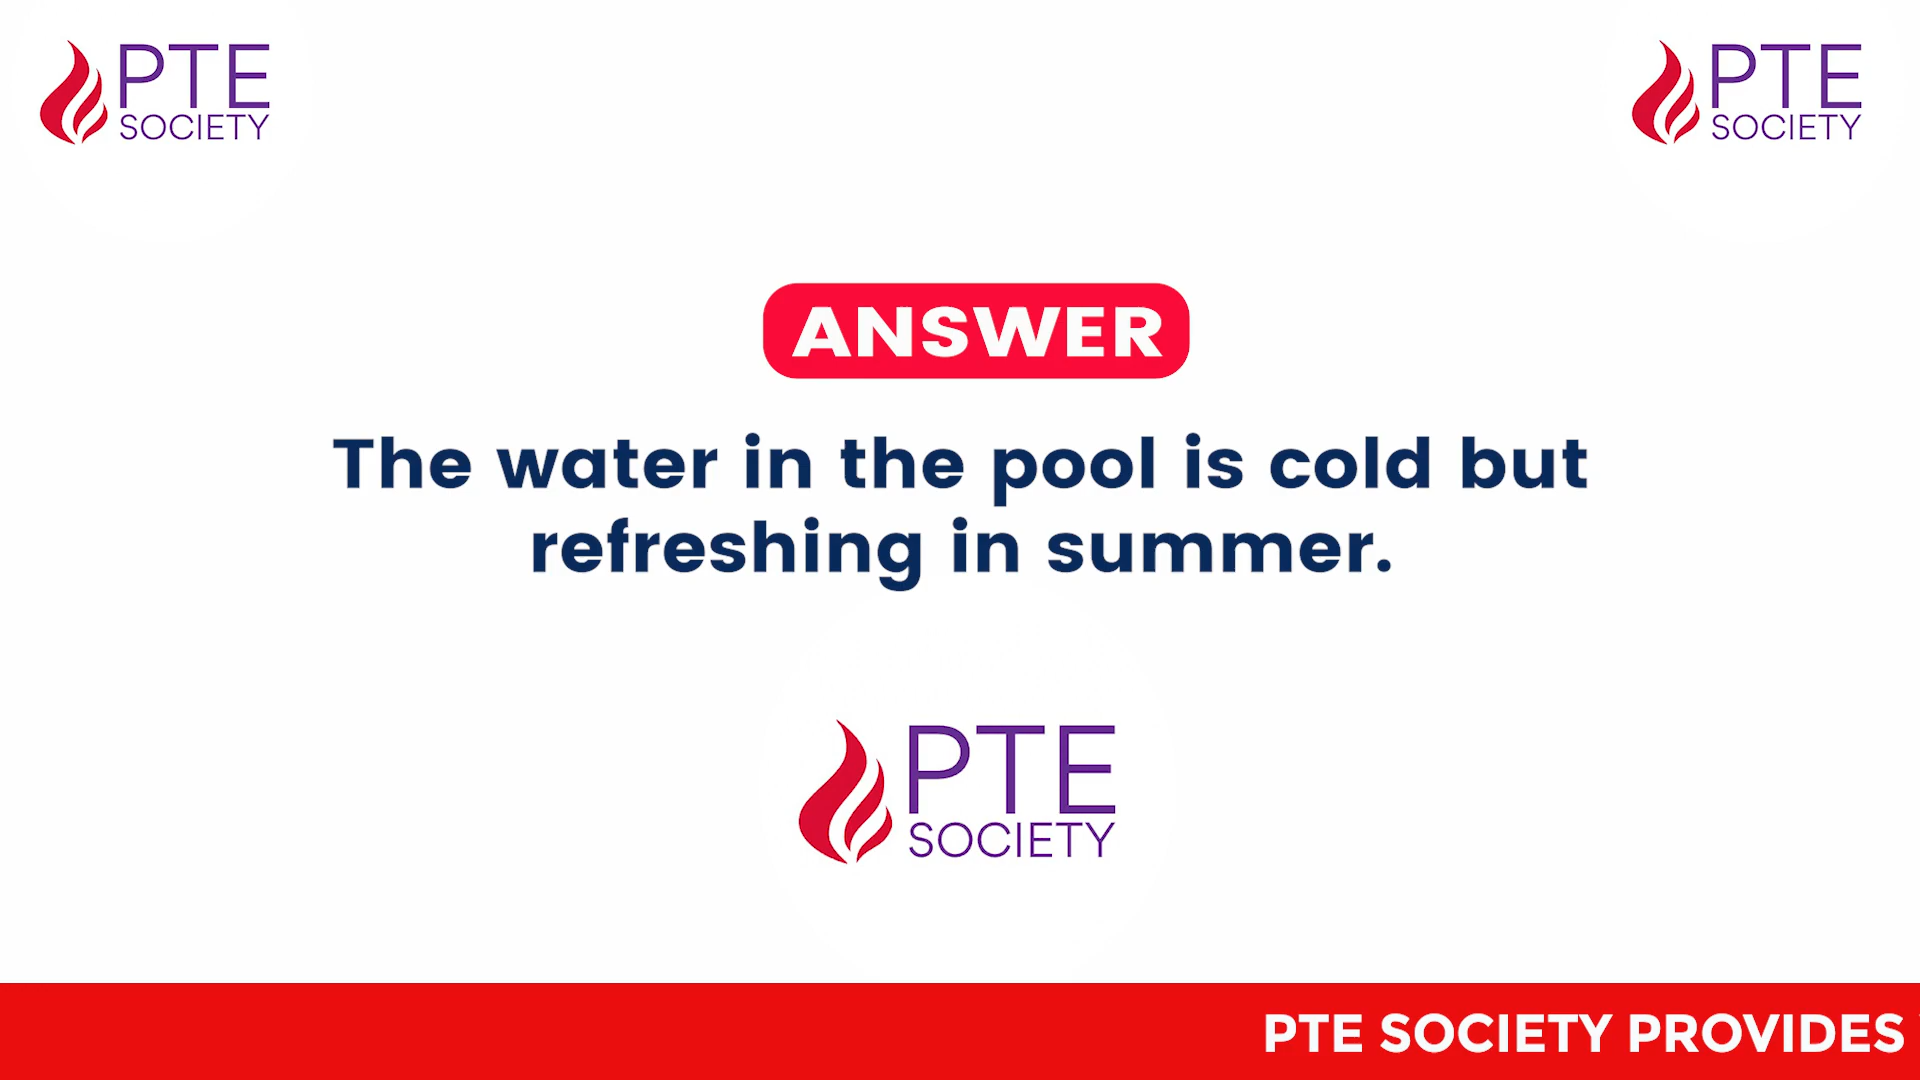 PTE
SOCIETY
PTE
SOCIETY
ANSWER
The water in the pool is cold but
refreshing in summer.
PTE
SOCIETY
PTE SOCIETY PROVIDES